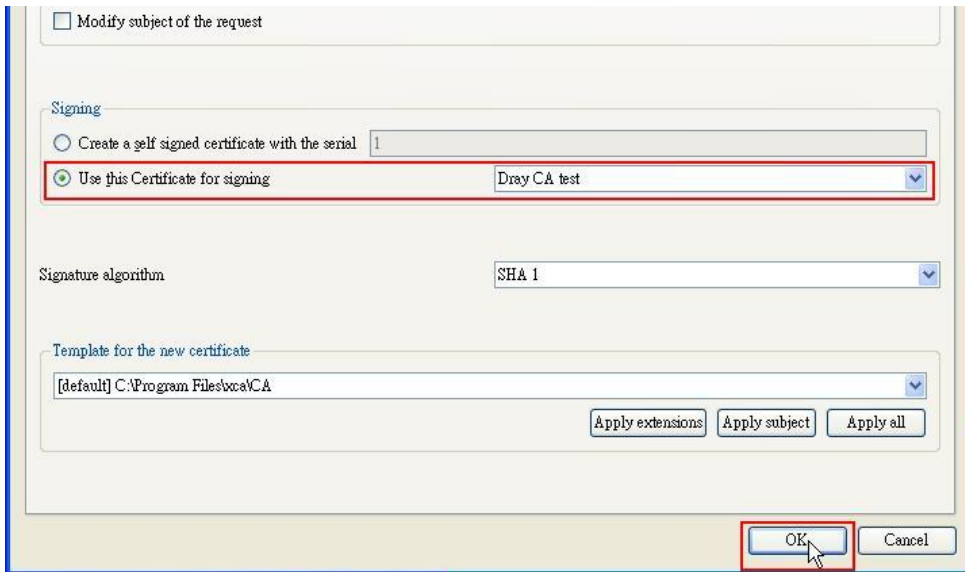 Modify subject of the request
Signing
Create a self signed certificate with the serial 1
Use this Certificate for signing Dray CA test
Signature algorithm SHA 1
Template for the new certificate
[default] C:\Program Files\xca\CA
Apply extensions Apply subject Apply all
OK Cancel